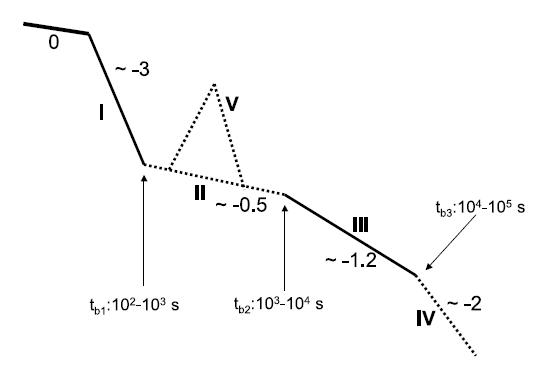 0
~ -3
I
V
II
~ -0.5
III
~ -1.2
t_b3:10^4-10^5 s
t_b1:10^2-10^3 s
t_b2:10^3-10^4 s
~ -2
IV